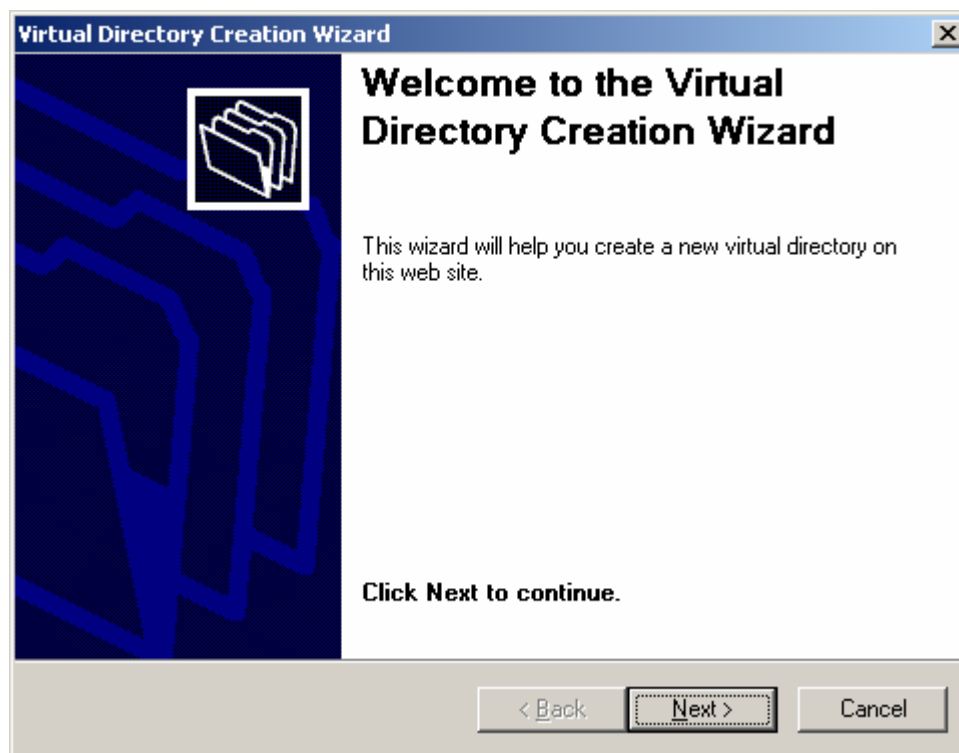 Virtual Directory Creation Wizard
Welcome to the Virtual
Directory Creation Wizard
This wizard will help you create a new virtual directory on
this web site.
Click Next to continue.
< Back
Next >
Cancel